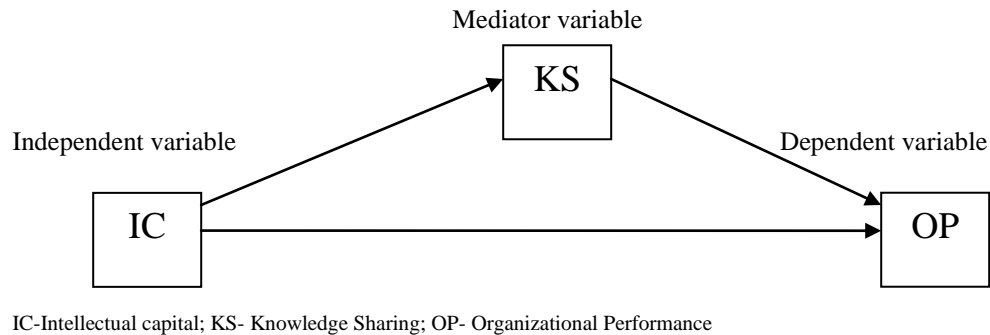 Mediator variable
KS
Independent variable
Dependent variable
IC
OP
IC-Intellectual capital; KS- Knowledge Sharing; OP- Organizational Performance